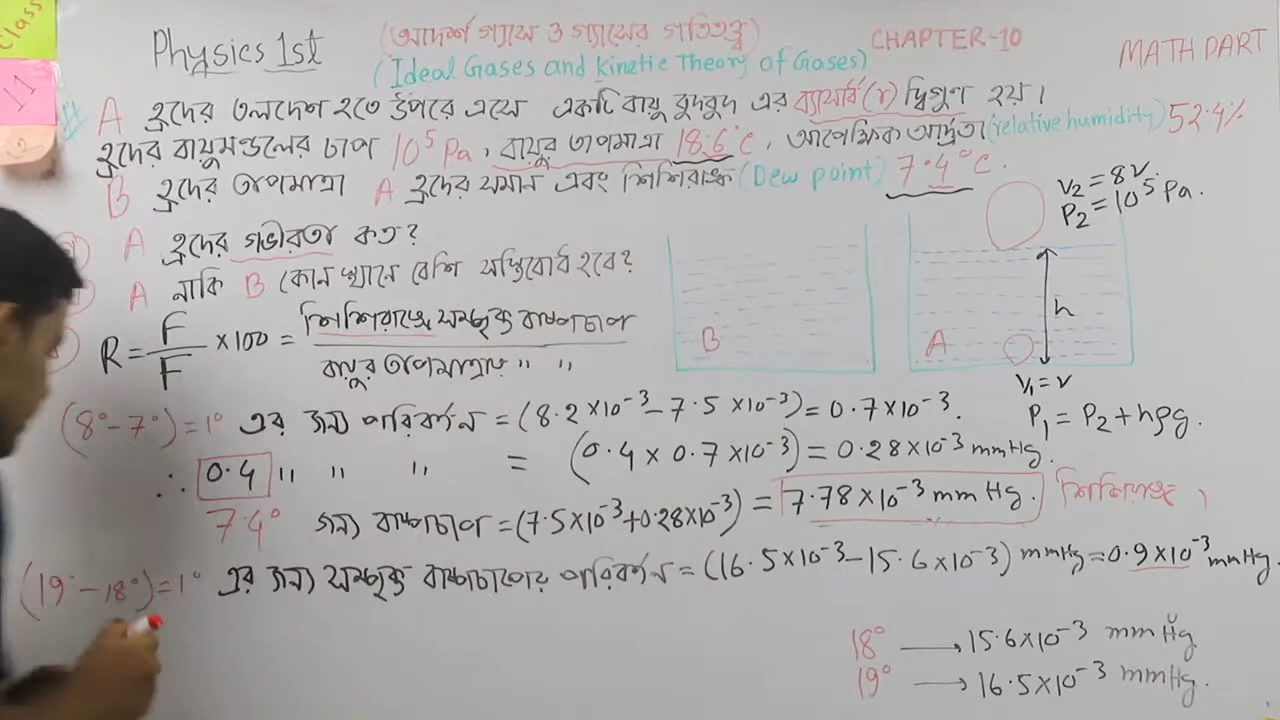 Class
11
Physics 1st
(আদর্শ গ্যাস ও গ্যাসের গতিতত্ত্ব)
CHAPTER-10
MATH PART
(Ideal Gases and Kinetic Theory of Gases)
A হ্রদের তলদেশ হতে উপরে এসে একটি বায়ু বুদবুদ এর ব্যাসার্ধ (r) দ্বিগুণ হয়।
হ্রদের বায়ুমন্ডলের চাপ 10⁵ Pa, বায়ুর তাপমাত্রা 18.6°C, আপেক্ষিক আর্দ্রতা (relative humidity) 52.4%
B হ্রদের তাপমাত্রা A হ্রদের সমান এবং শিশিরাঙ্ক (Dew point) 7.4°C.
V₂ = 8V.
P₂ = 10⁵ Pa.
A হ্রদের গভীরতা কত?
A নাকি B কোন স্থানে বেশি স্বস্তিবোধ হবে?
R = F/F × 100 = শিশিরাঙ্কে সম্পৃক্ত বাষ্পচাপ / বায়ুর তাপমাত্রায় " "
B
A
h
V₁ = V
P₁ = P₂ + hρg.
(8° - 7°) = 1° এর জন্য পরিবর্তন = (8.2×10⁻³ - 7.5×10⁻³) = 0.7×10⁻³.
∴ 0.4 " " " = (0.4 × 0.7×10⁻³) = 0.28×10⁻³ mmHg.
7.4° জন্য বাষ্পচাপ = (7.5×10⁻³ + 0.28×10⁻³) = 7.78×10⁻³ mmHg. শিশিরাঙ্ক,
(19° - 18°) = 1° এর জন্য সম্পৃক্ত বাষ্পচাপের পরিবর্তন = (16.5×10⁻³ - 15.6×10⁻³) mmHg = 0.9×10⁻³ mmHg.
18° → 15.6×10⁻³ mmHg
19° → 16.5×10⁻³ mmHg.